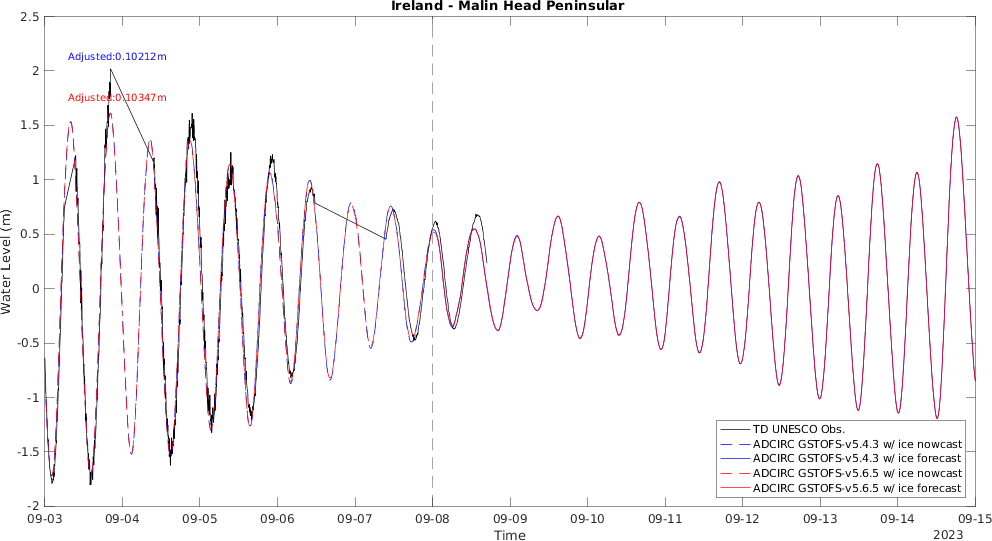 Ireland - Malin Head Peninsular
2.5
2
1.5
1
0.5
0
-0.5
-1
-1.5
-2
Water Level (m)
Adjusted:0.10212m
Adjusted:0.10347m
TD UNESCO Obs.
ADCIRC GSTOFS-v5.4.3 w/ ice nowcast
ADCIRC GSTOFS-v5.4.3 w/ ice forecast
ADCIRC GSTOFS-v5.6.5 w/ ice nowcast
ADCIRC GSTOFS-v5.6.5 w/ ice forecast
09-03 09-04 09-05 09-06 09-07 09-08 09-09 09-10 09-11 09-12 09-13 09-14 09-15
Time
2023